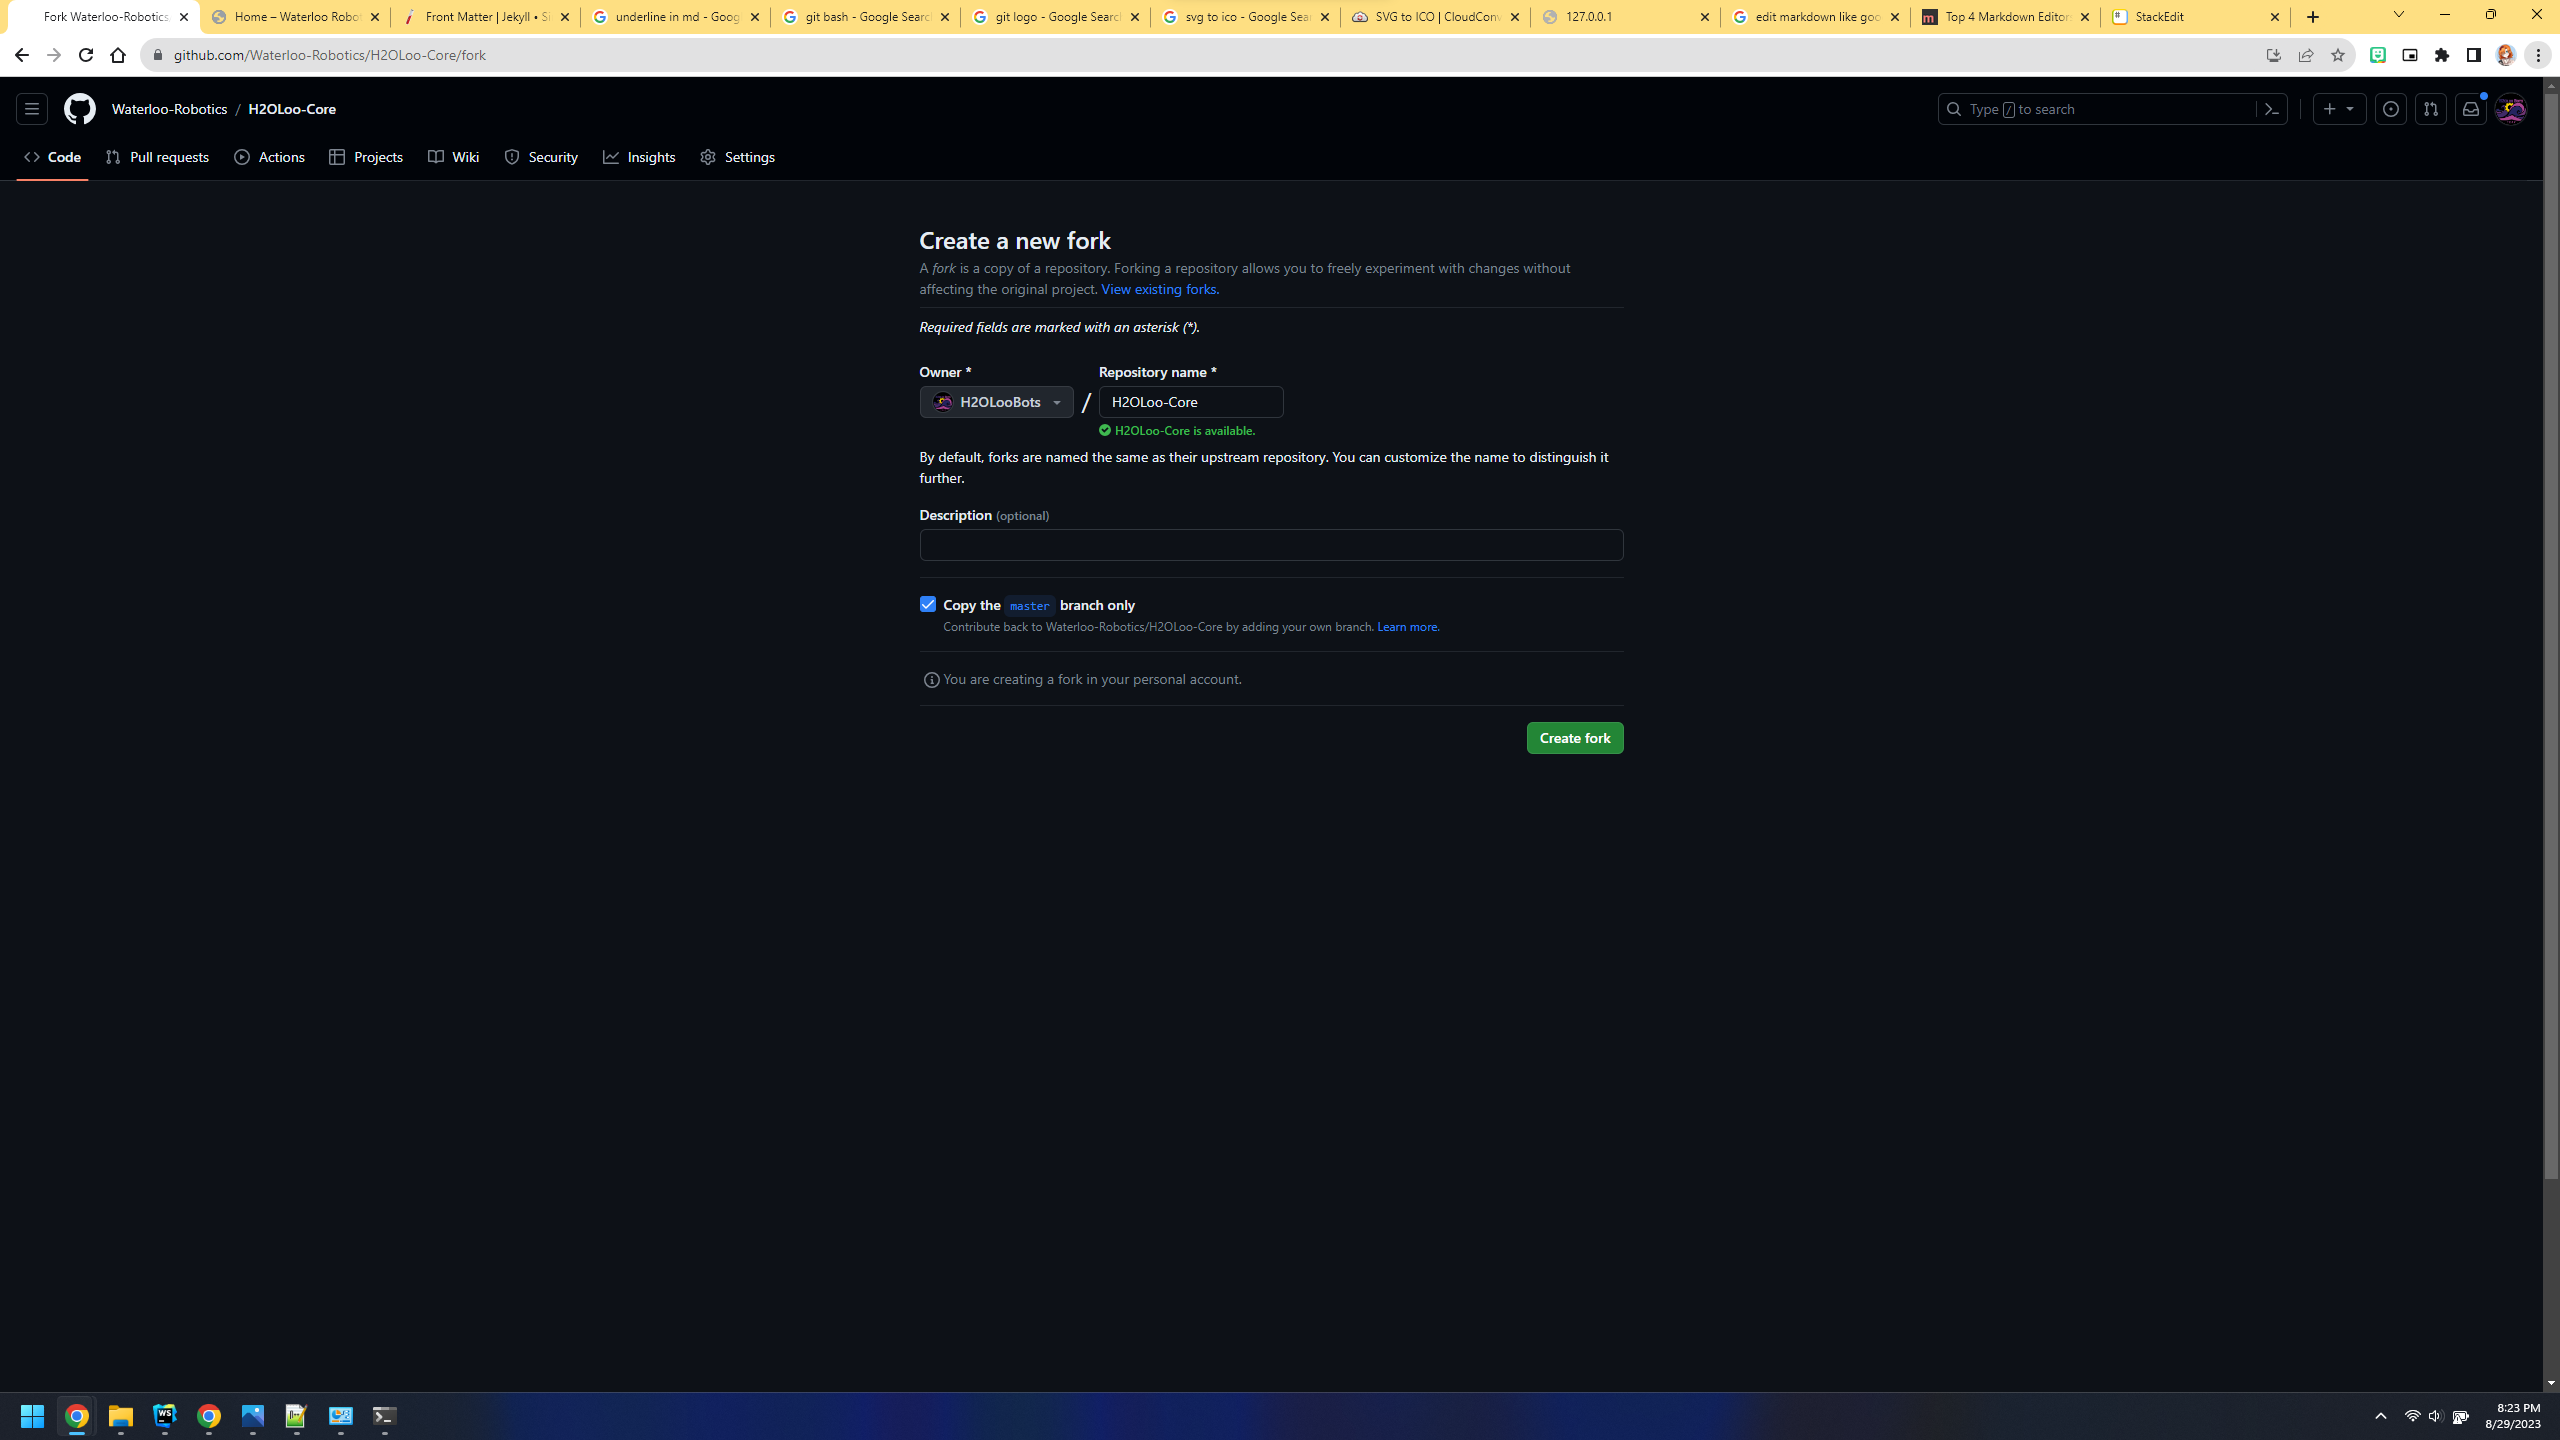 Fork Waterloo-Robotics
Home – Waterloo Robot
Front Matter | Jekyll • Si
underline in md - Goog
git bash - Google Search
git logo - Google Search
svg to ico - Google Sea
SVG to ICO | CloudConv
127.0.0.1
edit markdown like goo
Top 4 Markdown Editor
StackEdit
github.com/Waterloo-Robotics/H2OLoo-Core/fork
Waterloo-Robotics / H2OLoo-Core
Type / to search
Code
Pull requests
Actions
Projects
Wiki
Security
Insights
Settings
Create a new fork
A fork is a copy of a repository. Forking a repository allows you to freely experiment with changes without
affecting the original project. View existing forks.
Required fields are marked with an asterisk (*).
Owner *
Repository name *
H2OLooBots
/
H2OLoo-Core
H2OLoo-Core is available.
By default, forks are named the same as their upstream repository. You can customize the name to distinguish it
further.
Description (optional)
Copy the master branch only
Contribute back to Waterloo-Robotics/H2OLoo-Core by adding your own branch. Learn more.
You are creating a fork in your personal account.
Create fork
WS
8:23 PM
8/29/2023